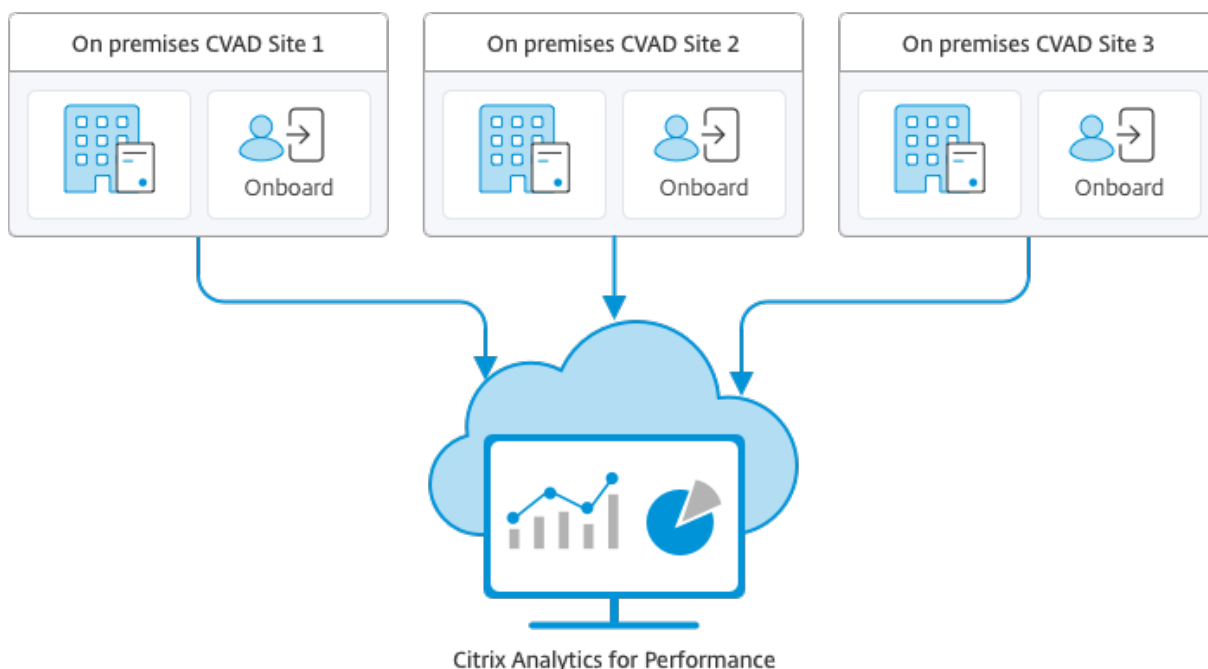 On premises CVAD Site 1
On premises CVAD Site 2
On premises CVAD Site 3
Onboard
Onboard
Onboard
Citrix Analytics for Performance